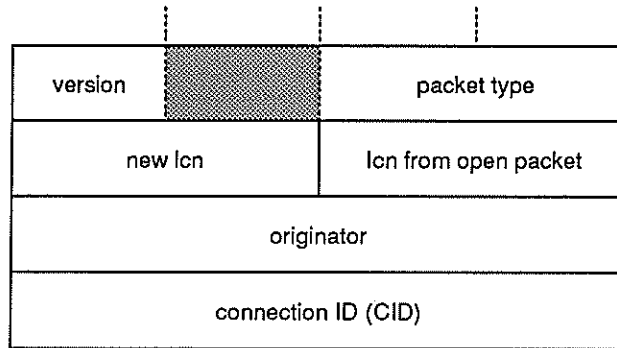 version packet type
new lcn lcn from open packet
originator
connection ID (CID)